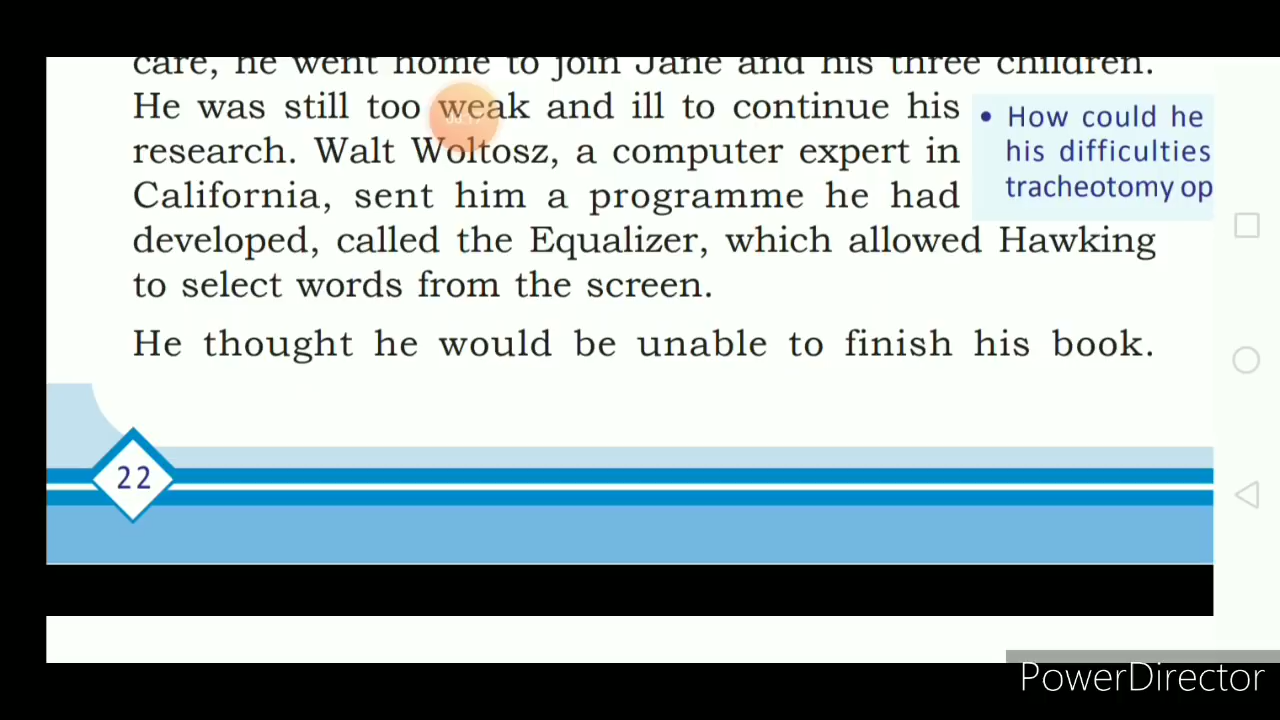 care, he went home to join Jane and his three children.
He was still too weak and ill to continue his
research. Walt Woltosz, a computer expert in
California, sent him a programme he had
developed, called the Equalizer, which allowed Hawking
to select words from the screen.
• How could he
his difficulties
tracheotomy op
He thought he would be unable to finish his book.
22
PowerDirector